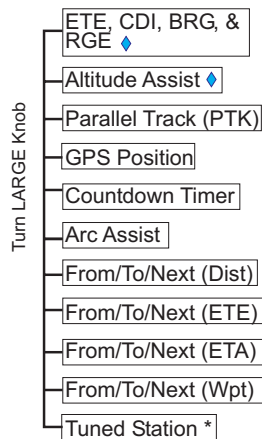 ETE, CDI, BRG, &
RGE ♦
Altitude Assist ♦
Parallel Track (PTK)
GPS Position
Countdown Timer
Arc Assist
From/To/Next (Dist)
From/To/Next (ETE)
From/To/Next (ETA)
From/To/Next (Wpt)
Tuned Station *
Turn LARGE Knob